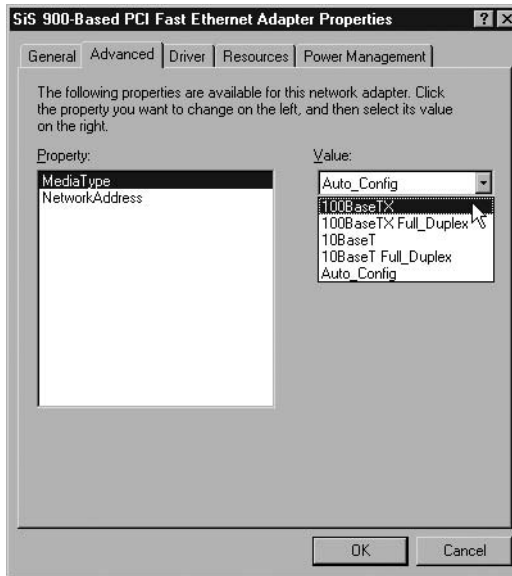 SiS 900-Based PCI Fast Ethernet Adapter Properties
General Advanced Driver Resources Power Management
The following properties are available for this network adapter. Click
the property you want to change on the left, and then select its value
on the right.
Property:
MediaType
NetworkAddress
Value:
Auto_Config
100BaseTX
100BaseTX Full_Duplex
10BaseT
10BaseT Full_Duplex
Auto_Config
OK Cancel